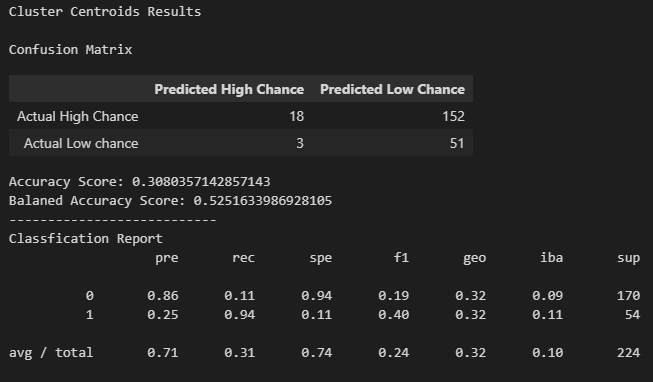 Cluster Centroids Results
Confusion Matrix
Predicted High Chance Predicted Low Chance
Actual High Chance 18 152
Actual Low chance 3 51
Accuracy Score: 0.3080357142857143
Balaned Accuracy Score: 0.5251633986928105
---------------------------
Classfication Report
pre rec spe f1 geo iba sup
0 0.86 0.11 0.94 0.19 0.32 0.09 170
1 0.25 0.94 0.11 0.40 0.32 0.11 54
avg / total 0.71 0.31 0.74 0.24 0.32 0.10 224